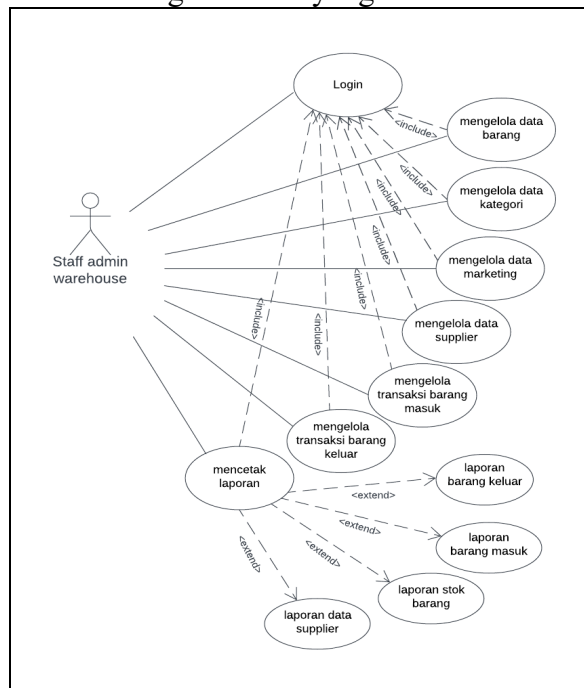 Login
<include>
mengelola data
barang
<include>
mengelola data
kategori
<include>
mengelola data
marketing
<include>
mengelola data
supplier
<include>
mengelola
transaksi barang
masuk
<include>
mengelola
transaksi barang
keluar
<include>
Staff admin
warehouse
mencetak
laporan
<extend>
laporan
barang keluar
<extend>
laporan
barang masuk
<extend>
laporan stok
barang
<extend>
laporan data
supplier